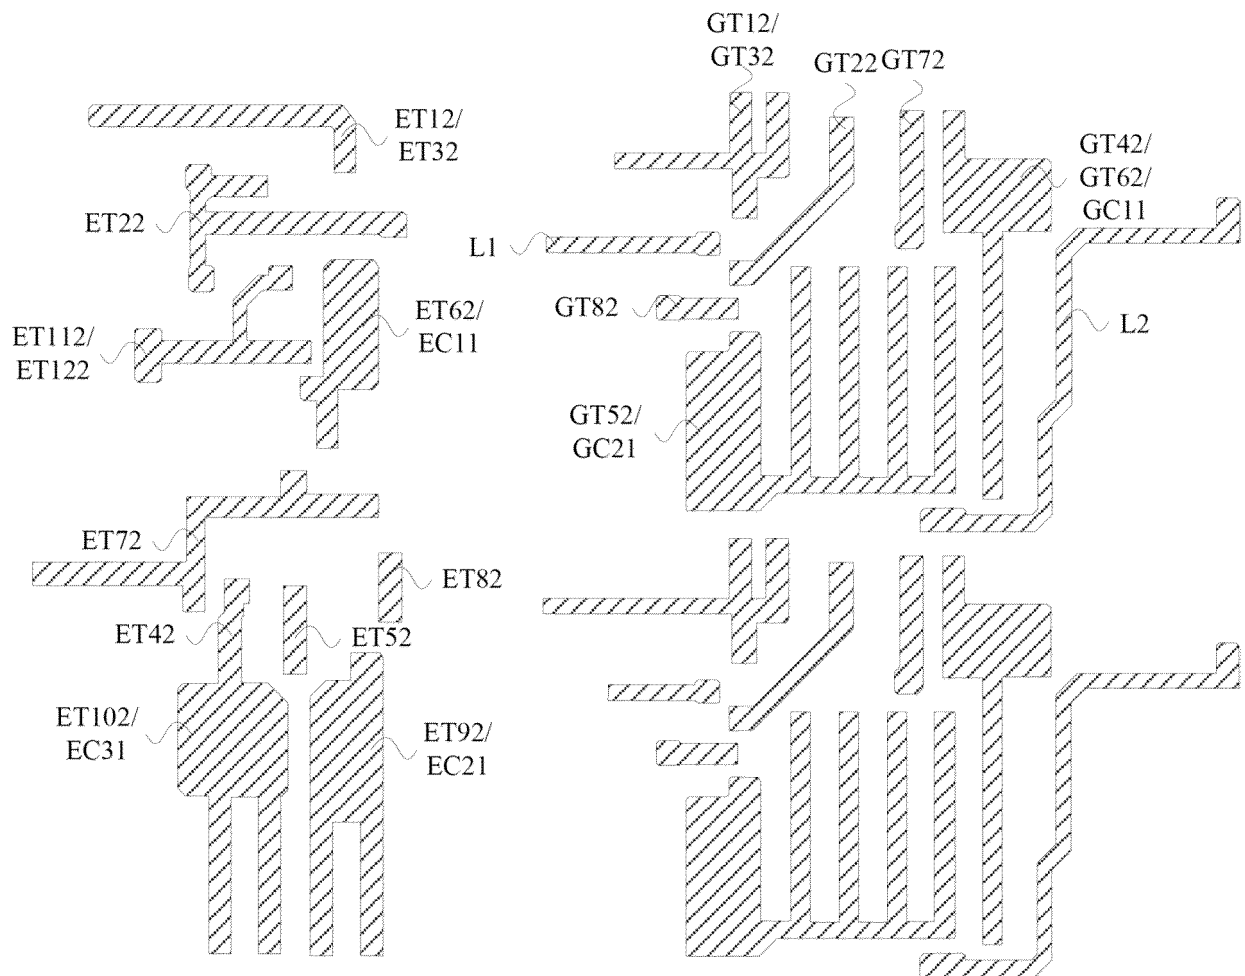 GT12/
GT32
GT22
GT72
ET12/
ET32
GT42/
GT62/
GC11
ET22
L1
GT82
ET62/
EC11
L2
ET112/
ET122
GT52/
GC21
ET72
ET82
ET42
ET52
ET102/
EC31
ET92/
EC21